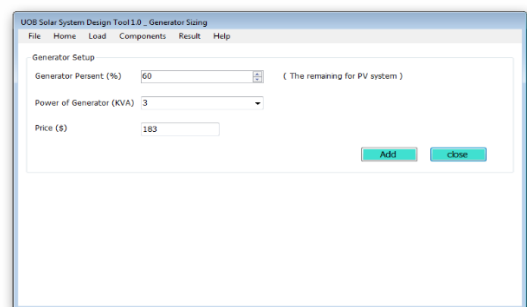 UOB Solar System Design Tool 1.0 _ Generator Sizing
File Home Load Components Result Help
Generator Setup
Generator Persent (%) 60 ( The remaining for PV system )
Power of Generator (KVA) 3
Price ($) 183
Add close